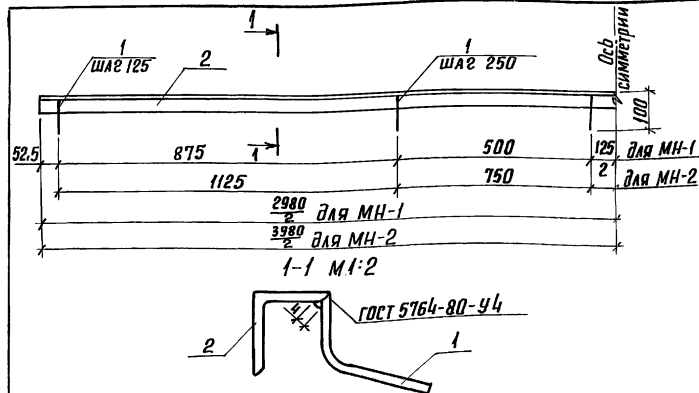 1
1
ШАГ 125
2
1
ШАГ 250
Ось
симметрии
100
52.5
875
1
500
125
2
для МН-1
1125
750
для МН-2
2980
2
для МН-1
3980
2
для МН-2
1-1 М 1:2
4
ГОСТ 5764-80-У4
2
1